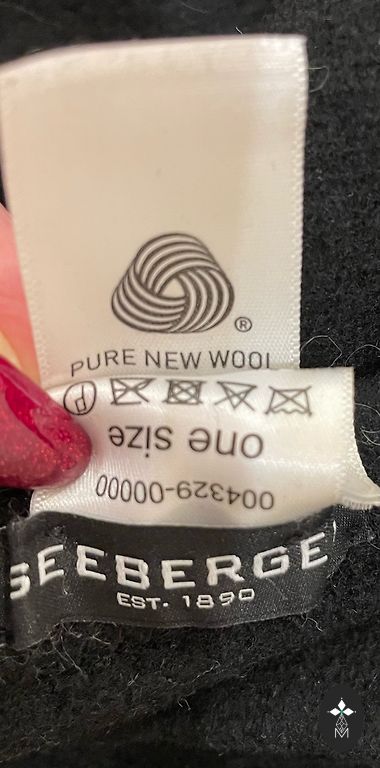 ®
PURE NEW WOOL
P
one size
004329-00000
SEEBERGE
EST. 1890
M